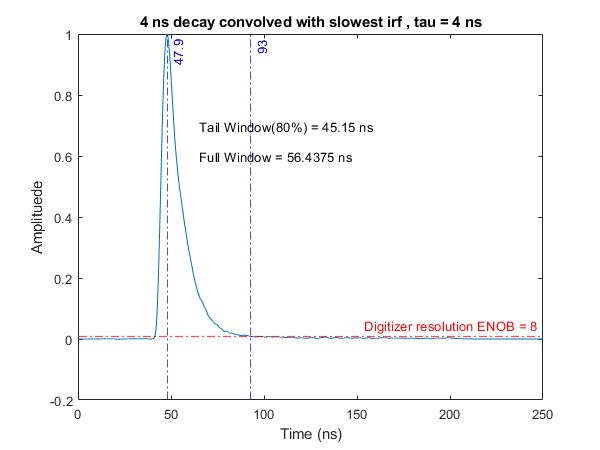 4 ns decay convolved with slowest irf , tau = 4 ns
1
0.8
0.6
0.4
0.2
0
-0.2
Amplituede
47.9
93
Tail Window(80%) = 45.15 ns
Full Window = 56.4375 ns
Digitizer resolution ENOB = 8
0 50 100 150 200 250
Time (ns)